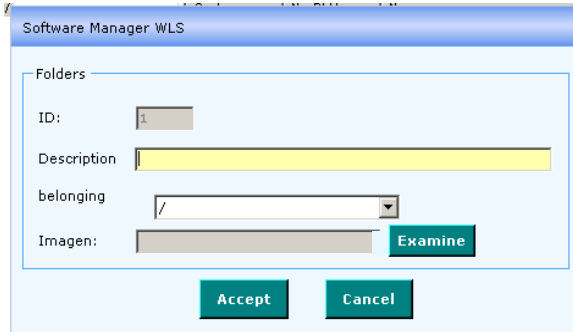 Software Manager WLS
Folders
ID: 1
Description
belonging /
Imagen: Examine
Accept Cancel